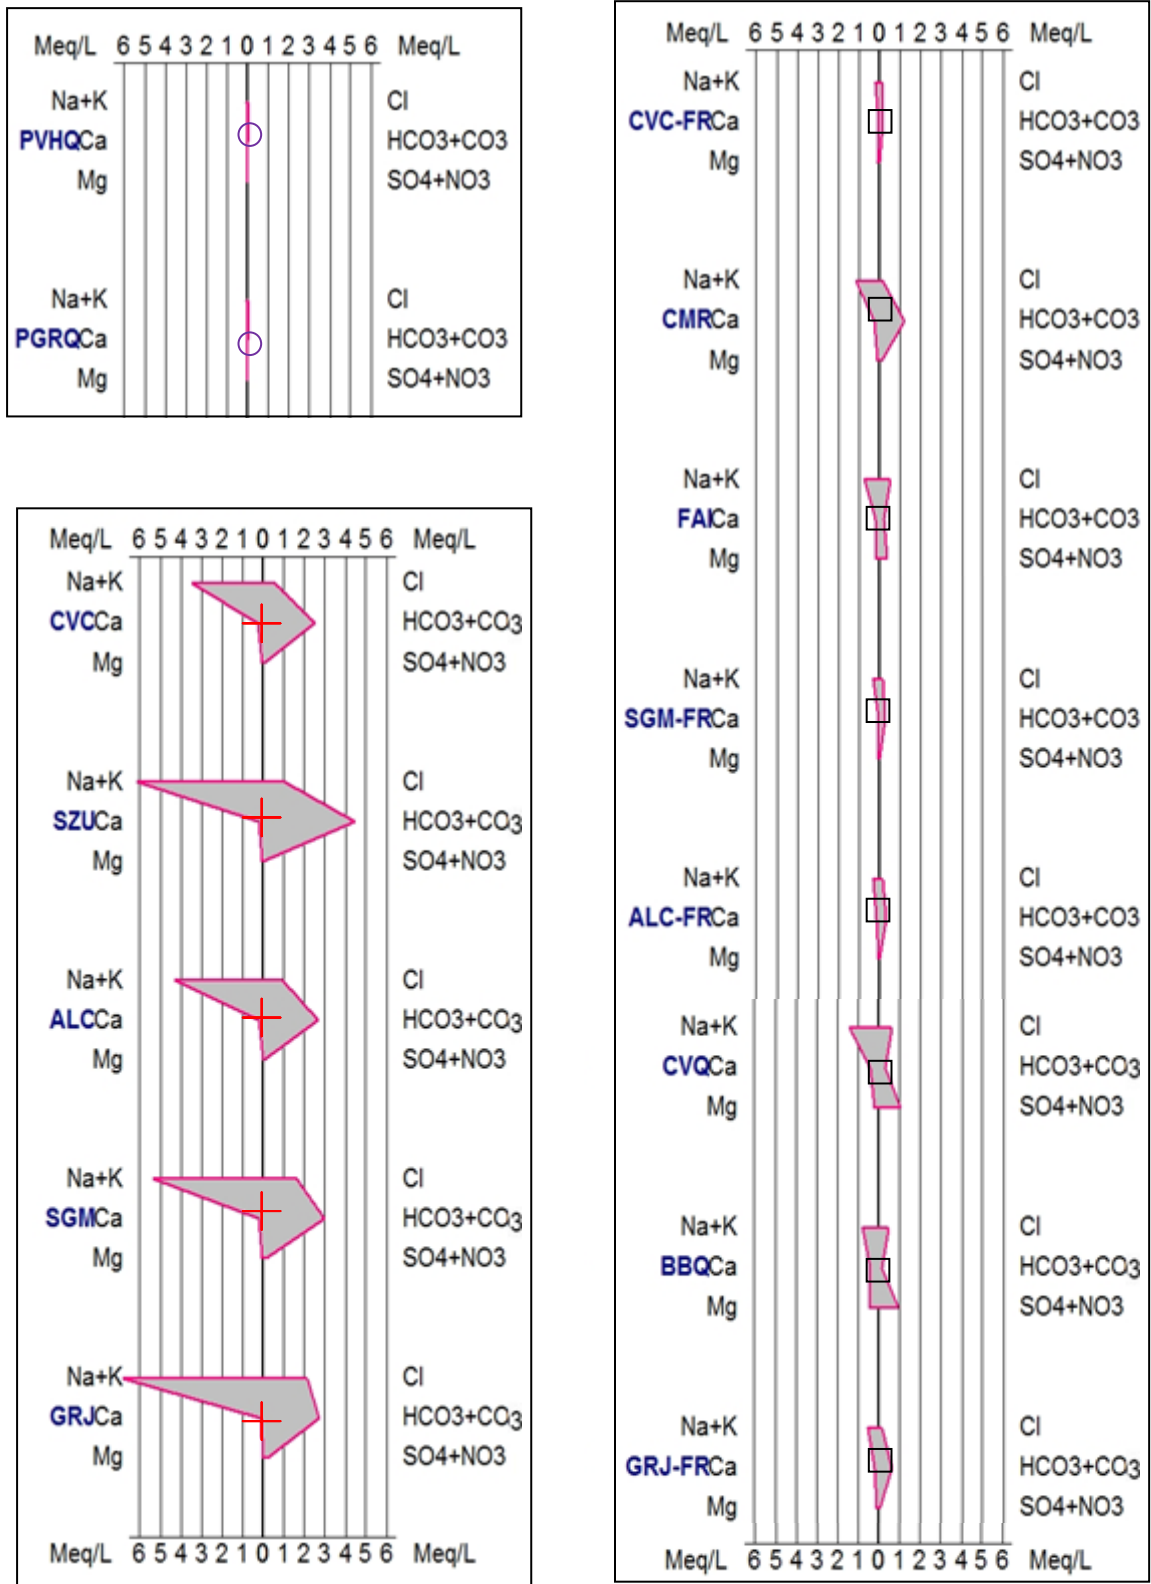 Meq/L 6 5 4 3 2 1 0 1 2 3 4 5 6 Meq/L
Na+K Cl
PVHQCa HCO3+CO3
Mg SO4+NO3
Na+K Cl
PGRQCa HCO3+CO3
Mg SO4+NO3
Meq/L 6 5 4 3 2 1 0 1 2 3 4 5 6 Meq/L
Na+K Cl
CVCCa HCO3+CO3
Mg SO4+NO3
Na+K Cl
SZUCa HCO3+CO3
Mg SO4+NO3
Na+K Cl
ALCCa HCO3+CO3
Mg SO4+NO3
Na+K Cl
SGMCa HCO3+CO3
Mg SO4+NO3
Na+K Cl
GRJCa HCO3+CO3
Mg SO4+NO3
Meq/L 6 5 4 3 2 1 0 1 2 3 4 5 6 Meq/L
Meq/L 6 5 4 3 2 1 0 1 2 3 4 5 6 Meq/L
Na+K Cl
CVC-FRCa HCO3+CO3
Mg SO4+NO3
Na+K Cl
CMRCa HCO3+CO3
Mg SO4+NO3
Na+K Cl
FAICa HCO3+CO3
Mg SO4+NO3
Na+K Cl
SGM-FRCa HCO3+CO3
Mg SO4+NO3
Na+K Cl
ALC-FRCa HCO3+CO3
Mg SO4+NO3
Na+K Cl
CVQCa HCO3+CO3
Mg SO4+NO3
Na+K Cl
BBQCa HCO3+CO3
Mg SO4+NO3
Na+K Cl
GRJ-FRCa HCO3+CO3
Mg SO4+NO3
Meq/L 6 5 4 3 2 1 0 1 2 3 4 5 6 Meq/L